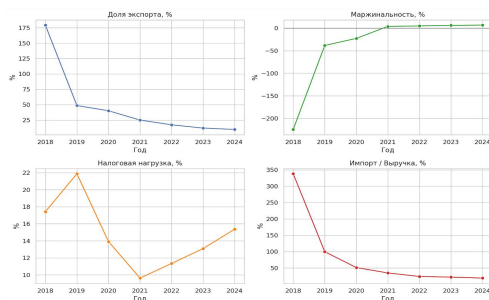 Доля экспорта, %
175
150
125
100
75
50
25
%
2018 2019 2020 2021 2022 2023 2024
Год
Маржинальность, %
0
−50
−100
−150
−200
%
2018 2019 2020 2021 2022 2023 2024
Год
Налоговая нагрузка, %
22
20
18
16
14
12
10
%
2018 2019 2020 2021 2022 2023 2024
Год
Импорт / Выручка, %
350
300
250
200
150
100
50
%
2018 2019 2020 2021 2022 2023 2024
Год